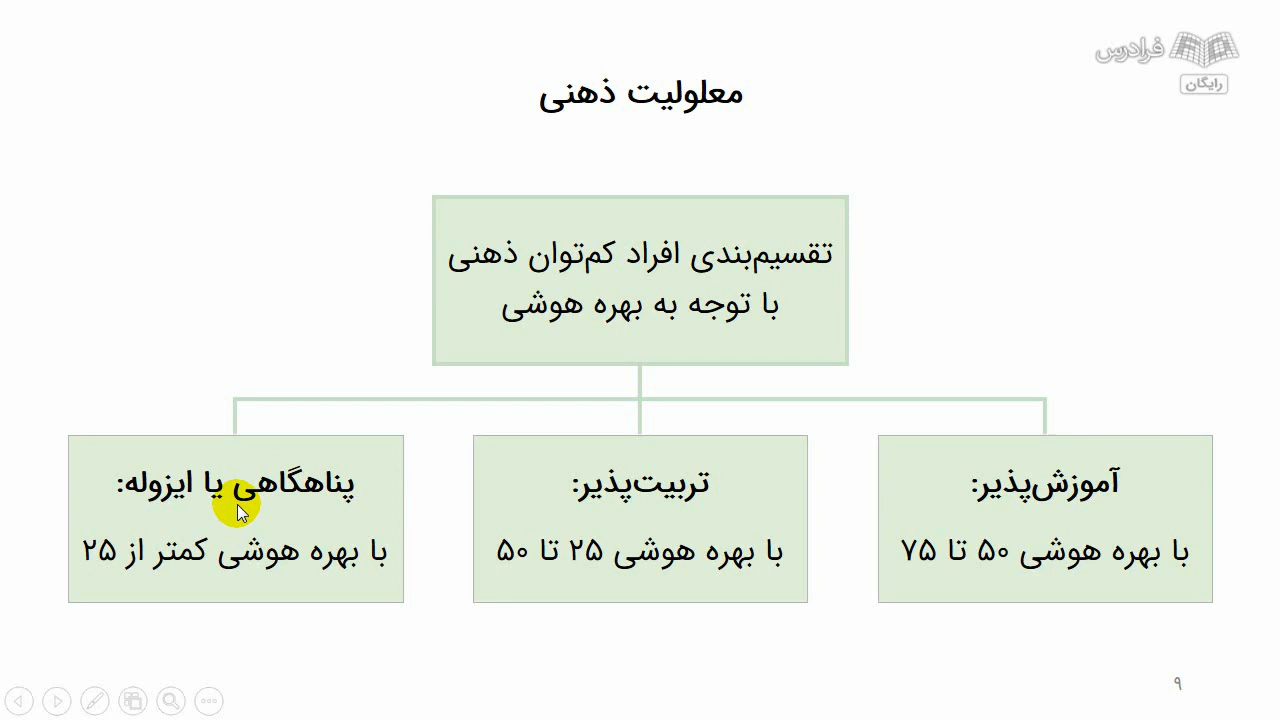 فرادرس
رایگان
معلولیت ذهنی
تقسیم‌بندی افراد کم‌توان ذهنی
با توجه به بهره هوشی
آموزش‌پذیر:
با بهره هوشی ۵۰ تا ۷۵
تربیت‌پذیر:
با بهره هوشی ۲۵ تا ۵۰
پناهگاهی یا ایزوله:
با بهره هوشی کمتر از ۲۵
۹